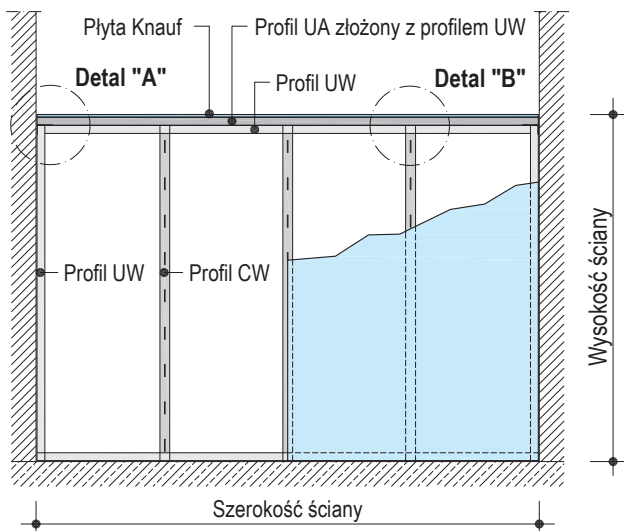 Płyta Knauf
Profil UA złożony z profilem UW
Detal "A"
Profil UW
Detal "B"
Profil UW
Profil CW
Wysokość ściany
Szerokość ściany